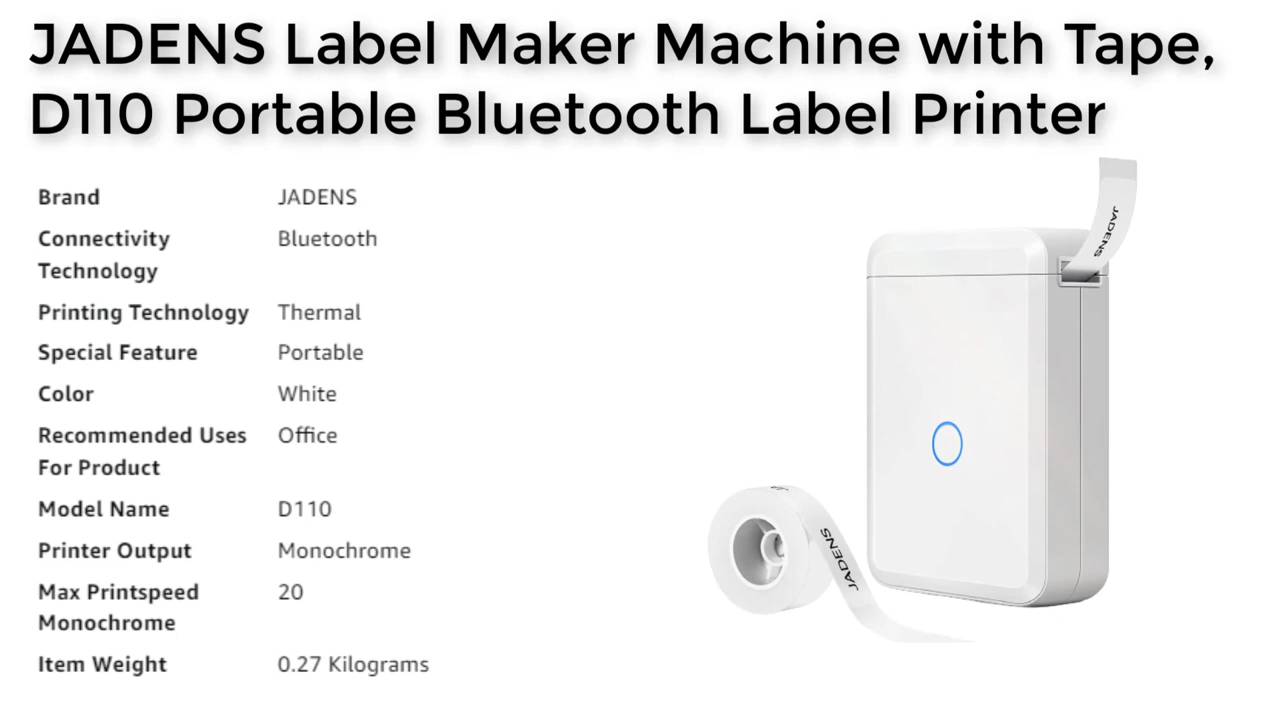 JADENS Label Maker Machine with Tape,
D110 Portable Bluetooth Label Printer
Brand JADENS
Connectivity Bluetooth
Technology
Printing Technology Thermal
Special Feature Portable
Color White
Recommended Uses Office
For Product
Model Name D110
Printer Output Monochrome
Max Printspeed 20
Monochrome
Item Weight 0.27 Kilograms
JADENS
JA
JADENS